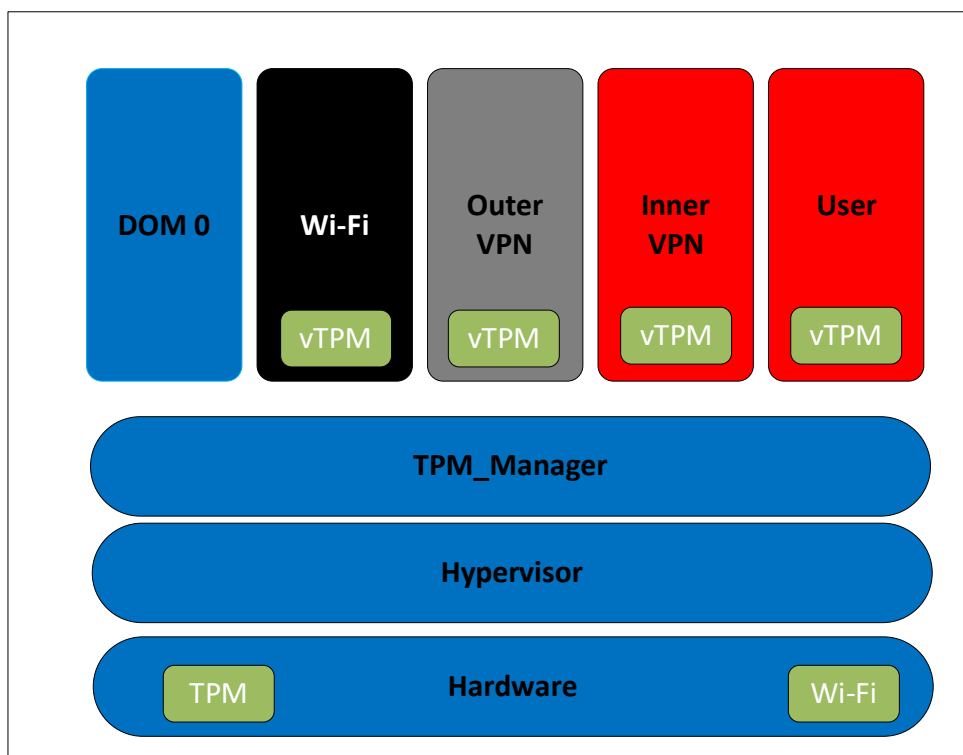 DOM 0
Wi-Fi
Outer
VPN
Inner
VPN
User
vTPM
vTPM
vTPM
vTPM
TPM_Manager
Hypervisor
TPM
Hardware
Wi-Fi